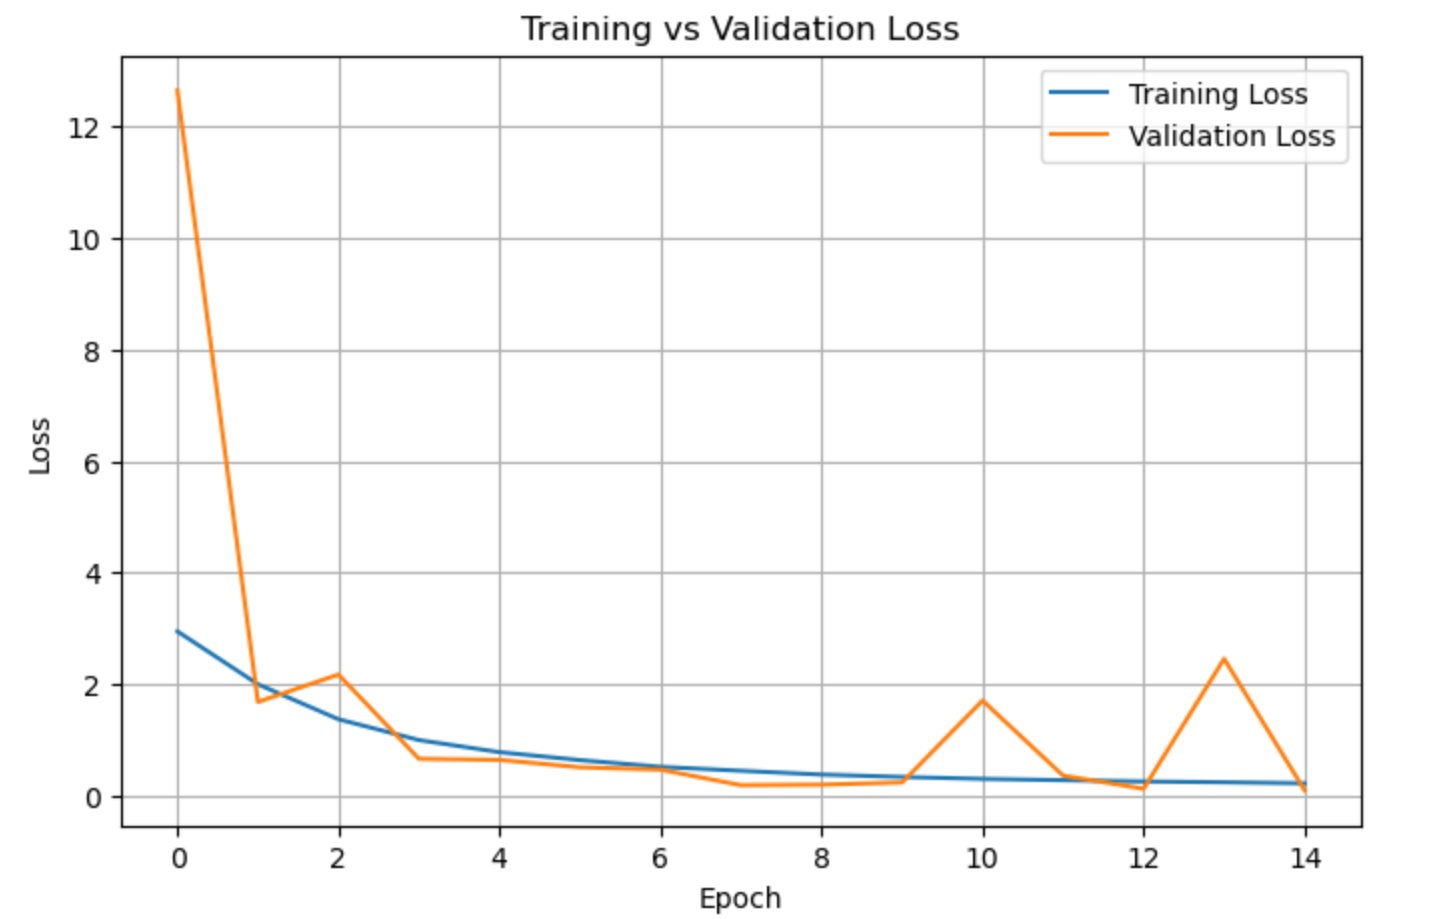 Training vs Validation Loss
Training Loss
Validation Loss
12
10
8
6
4
2
0
Loss
0 2 4 6 8 10 12 14
Epoch